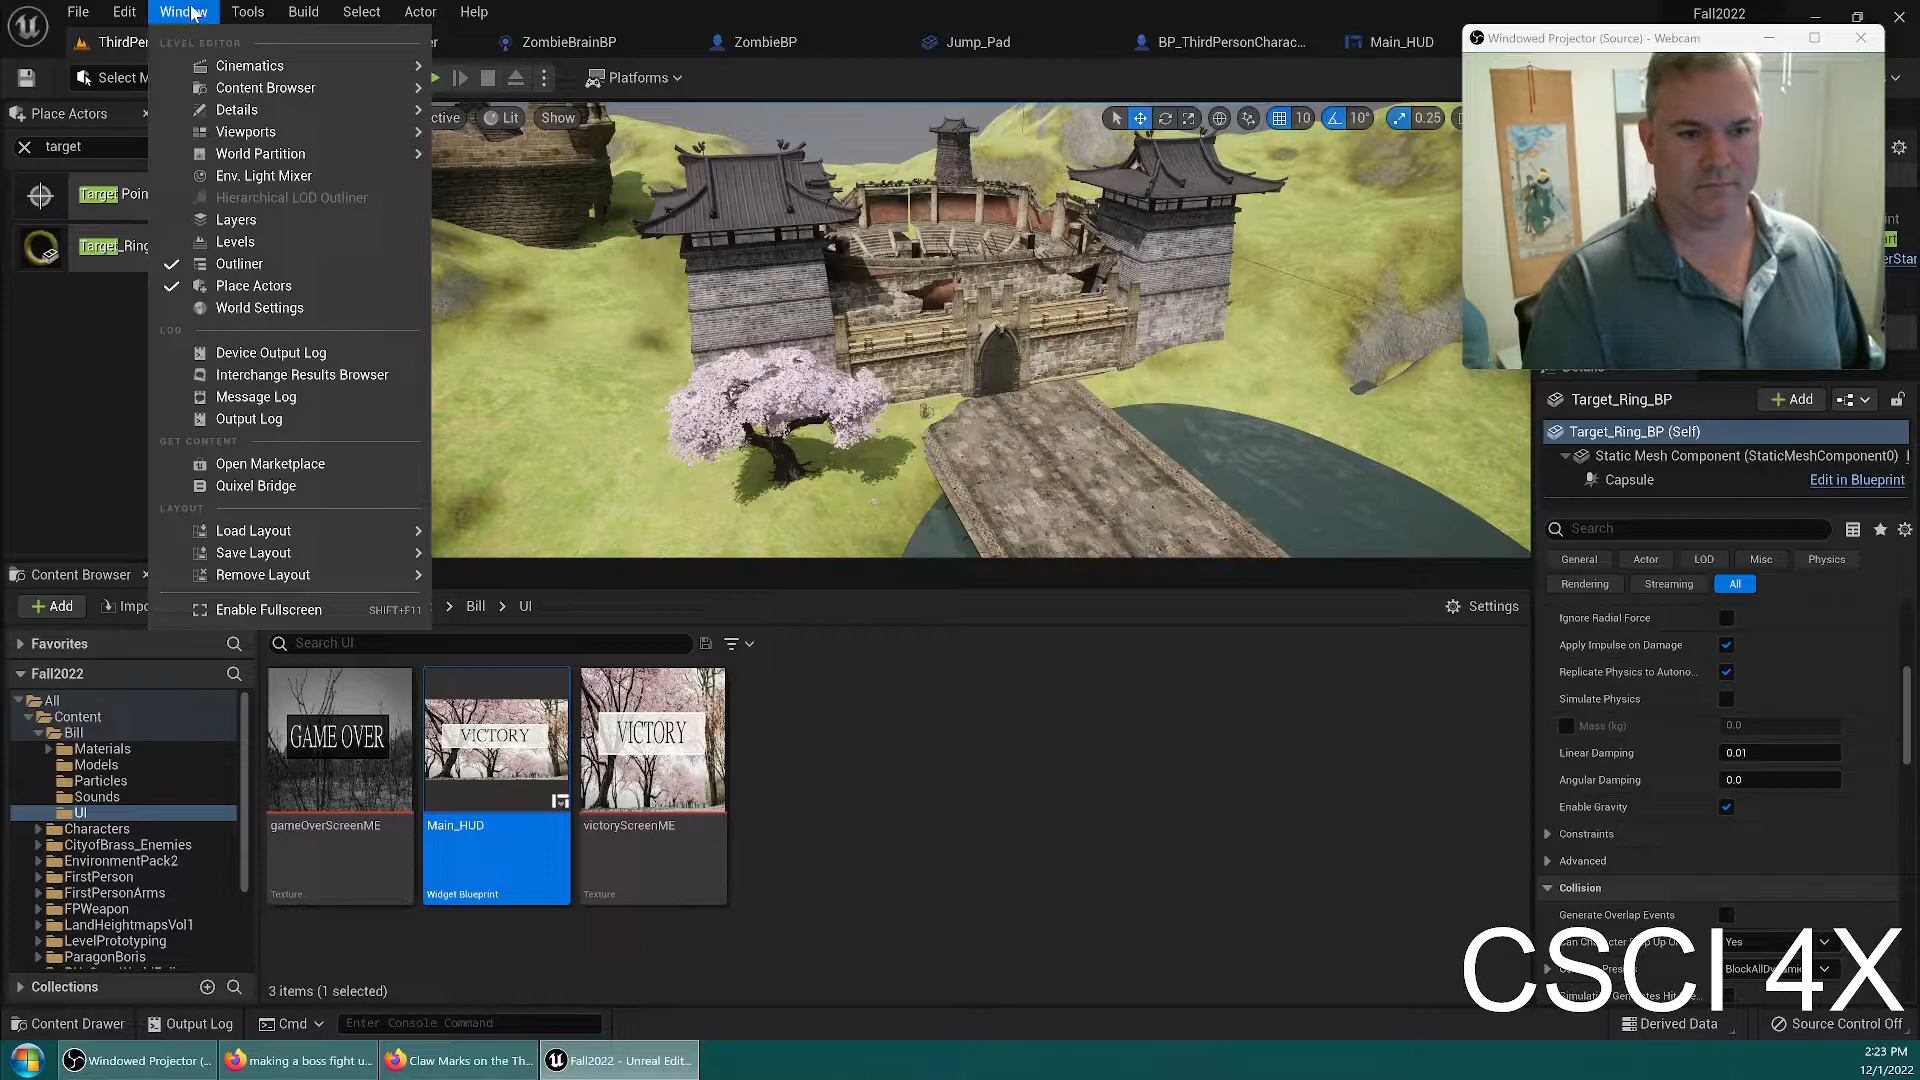 File Edit Window Tools Build Select Actor Help
Fall2022
ZombieBrainBP ZombieBP Jump_Pad BP_ThirdPersonCharac... Main_HUD
Windowed Projector (Source) - Webcam
Platforms
Place Actors
Lit Show
10 10° 0.25
target
Target
Target_Ring
LEVEL EDITOR
Cinematics
Content Browser
Details
Viewports
World Partition
Env. Light Mixer
Hierarchical LOD Outliner
Layers
Levels
Outliner
Place Actors
World Settings
LOG
Device Output Log
Interchange Results Browser
Message Log
Output Log
GET CONTENT
Open Marketplace
Quixel Bridge
LAYOUT
Load Layout
Save Layout
Remove Layout
Enable Fullscreen SHIFT+F11
Target_Ring_BP Add
Target_Ring_BP (Self)
Static Mesh Component (StaticMeshComponent0)
Capsule Edit in Blueprint
Search
General Actor LOD Misc Physics
Rendering Streaming All
Ignore Radial Force
Apply Impulse on Damage
Replicate Physics to Autono...
Simulate Physics
Mass (kg) 0.0
Linear Damping 0.01
Angular Damping 0.0
Enable Gravity
Constraints
Advanced
Collision
Generate Overlap Events
Yes
BlockAllDynamic
CSCI 4X
Content Browser
Add
Bill > UI
Settings
Favorites
Search UI
Fall2022
All
Content
Bill
Materials
Models
Particles
Sounds
UI
Characters
CityofBrass_Enemies
EnvironmentPack2
FirstPerson
FirstPersonArms
FPWeapon
LandHeightmapsVol1
LevelPrototyping
ParagonBoris
Collections
GAME OVER
gameOverScreenME
Texture
VICTORY
Main_HUD
Widget Blueprint
VICTORY
victoryScreenME
Texture
3 items (1 selected)
Content Drawer Output Log Cmd Enter Console Command
Derived Data Source Control Off
Windowed Projector (... making a boss fight u... Claw Marks on the Th... Fall2022 - Unreal Edit...
2:23 PM
12/1/2022